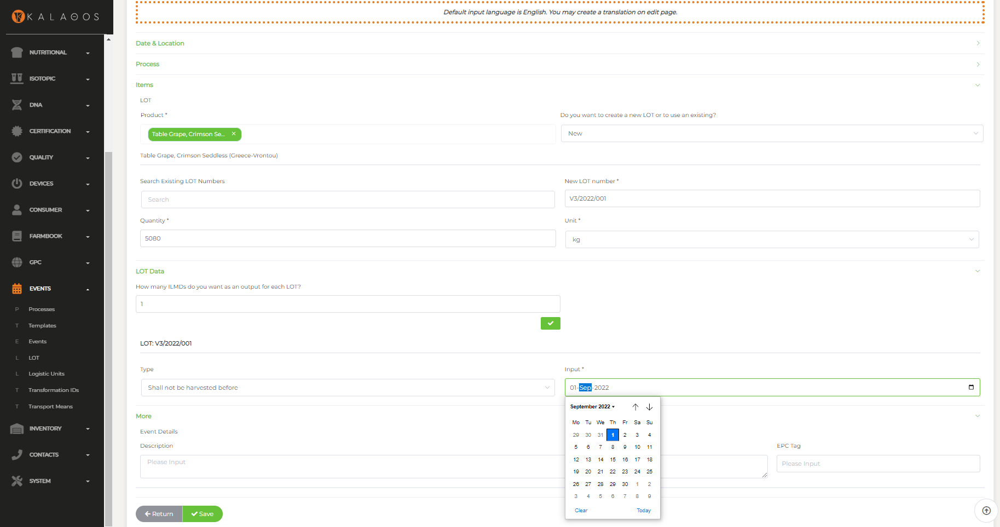 KALAΘOS
NUTRITIONAL
ISOTOPIC
DNA
CERTIFICATION
QUALITY
DEVICES
CONSUMER
FARMBOOK
GPC
EVENTS
P Processes
T Templates
E Events
L LOT
L Logistic Units
T Transformation IDs
T Transport Means
INVENTORY
CONTACTS
SYSTEM
Default input language is English. You may create a translation on edit page.
Date & Location
Process
Items
LOT
Product * Do you want to create a new LOT or to use an existing?
Table Grape, Crimson Se... × New
Table Grape, Crimson Seddless (Greece-Vrontou)
Search Existing LOT Numbers New LOT number *
Search V3/2022/001
Quantity * Unit *
5080 kg
LOT Data
How many ILMDs do you want as an output for each LOT?
1
LOT: V3/2022/001
Type Input *
Shall not be harvested before 01-Sep-2022
September 2022
Mo Tu We Th Fr Sa Su
29 30 31 1 2 3 4
5 6 7 8 9 10 11
12 13 14 15 16 17 18
19 20 21 22 23 24 25
26 27 28 29 30 1 2
3 4 5 6 7 8 9
Clear Today
More
Event Details
Description EPC Tag
Please Input Please Input
Return Save